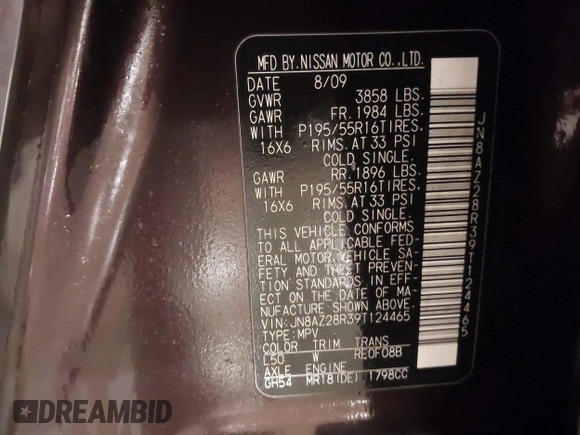 MFD BY.NISSAN MOTOR CO.,LTD.
DATE 8/09
GVWR 3858 LBS.
GAWR FR. 1984 LBS.
WITH P195/55R16TIRES,
16X6 RIMS. AT 33 PSI
COLD SINGLE.
GAWR RR. 1896 LBS.
WITH P195/55R16TIRES,
16X6 RIMS. AT 33 PSI
COLD SINGLE.
THIS VEHICLE CONFORMS
TO ALL APPLICABLE FED-
ERAL MOTOR VEHICLE SA-
FETY AND THEFT PREVEN-
TION STANDARDS IN EFF-
ECT ON THE DATE OF MA-
NUFACTURE SHOWN ABOVE.
VIN:JN8AZ28R39T124465
TYPE:MPV
COLOR TRIM TRANS
L50 W RE0F08B
AXLE ENGINE
GH54 MR18(DE) 1798CC
JN8AZ28R39T124465
DREAMBID